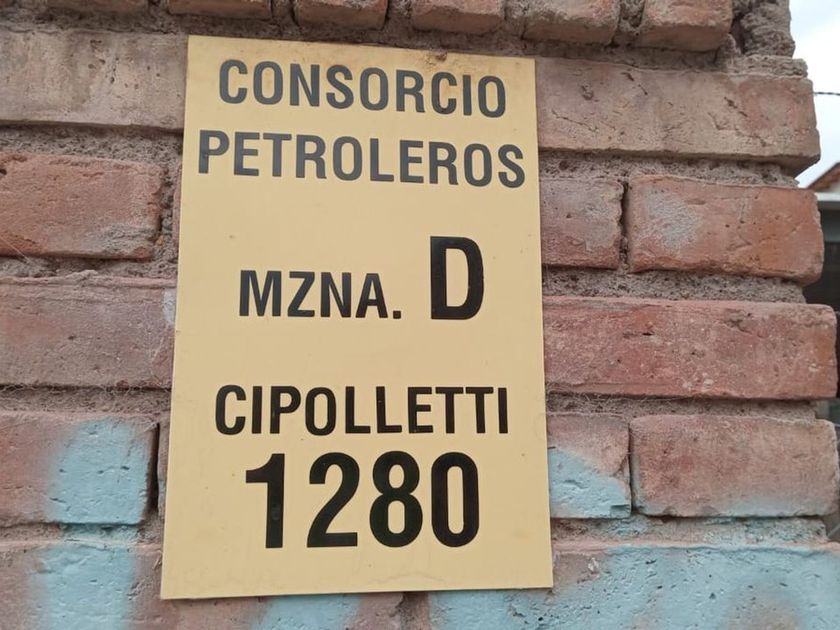 CONSORCIO
PETROLEROS
MZNA. D
CIPOLLETTI
1280